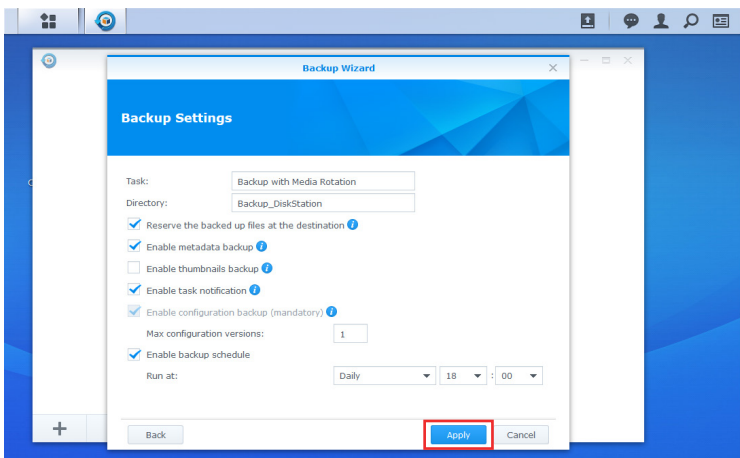 Backup Wizard
Backup Settings
Task: Backup with Media Rotation
Directory: Backup_DiskStation
Reserve the backed up files at the destination
Enable metadata backup
Enable thumbnails backup
Enable task notification
Enable configuration backup (mandatory)
Max configuration versions: 1
Enable backup schedule
Run at: Daily 18 : 00
Back Apply Cancel